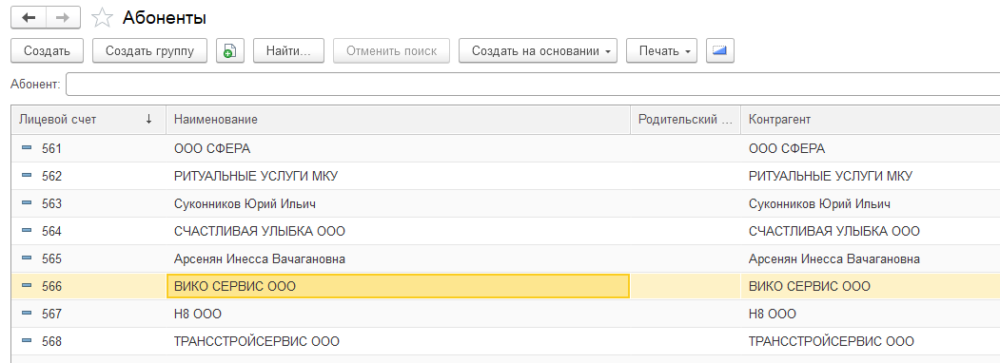 Абоненты
Создать Создать группу Найти... Отменить поиск Создать на основании Печать
Абонент:
Лицевой счет ↓ Наименование Родительский ... Контрагент
561 ООО СФЕРА ООО СФЕРА
562 РИТУАЛЬНЫЕ УСЛУГИ МКУ РИТУАЛЬНЫЕ УСЛУГИ МКУ
563 Суконников Юрий Ильич Суконников Юрий Ильич
564 СЧАСТЛИВАЯ УЛЫБКА ООО СЧАСТЛИВАЯ УЛЫБКА ООО
565 Арсенян Инесса Вачагановна Арсенян Инесса Вачагановна
566 ВИКО СЕРВИС ООО ВИКО СЕРВИС ООО
567 Н8 ООО Н8 ООО
568 ТРАНССТРОЙСЕРВИС ООО ТРАНССТРОЙСЕРВИС ООО